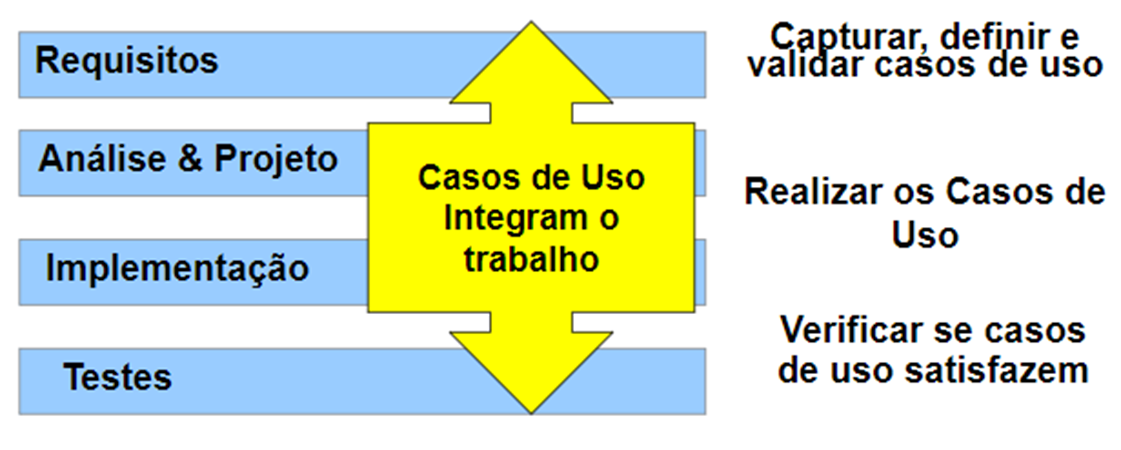 Requisitos
Capturar, definir e
validar casos de uso
Análise & Projeto
Casos de Uso
Integram o
trabalho
Realizar os Casos de
Uso
Implementação
Testes
Verificar se casos
de uso satisfazem